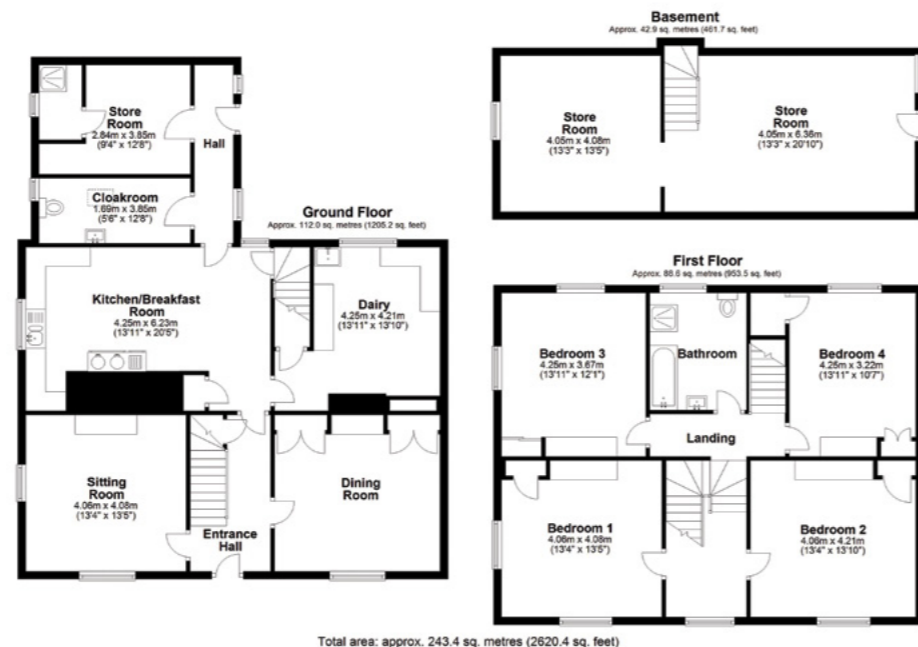 Basement
Approx. 42.9 sq. metres (461.7 sq. feet)
Store
Room
4.05m x 4.08m
(13'3" x 13'5")
Store
Room
4.05m x 6.36m
(13'3" x 20'10")
Store
Room
2.84m x 3.85m
(9'4" x 12'8")
Hall
Cloakroom
1.69m x 3.85m
(5'6" x 12'8")
Ground Floor
Approx. 112.0 sq. metres (1205.2 sq. feet)
Kitchen/Breakfast
Room
4.25m x 6.23m
(13'11" x 20'5")
Dairy
4.25m x 4.21m
(13'11" x 13'10")
Sitting
Room
4.06m x 4.08m
(13'4" x 13'5")
Entrance
Hall
Dining
Room
First Floor
Approx. 88.6 sq. metres (953.5 sq. feet)
Bedroom 3
4.25m x 3.67m
(13'11" x 12'1")
Bathroom
Bedroom 4
4.25m x 3.22m
(13'11" x 10'7")
Landing
Bedroom 1
4.06m x 4.08m
(13'4" x 13'5")
Bedroom 2
4.06m x 4.21m
(13'4" x 13'10")
Total area: approx. 243.4 sq. metres (2620.4 sq. feet)